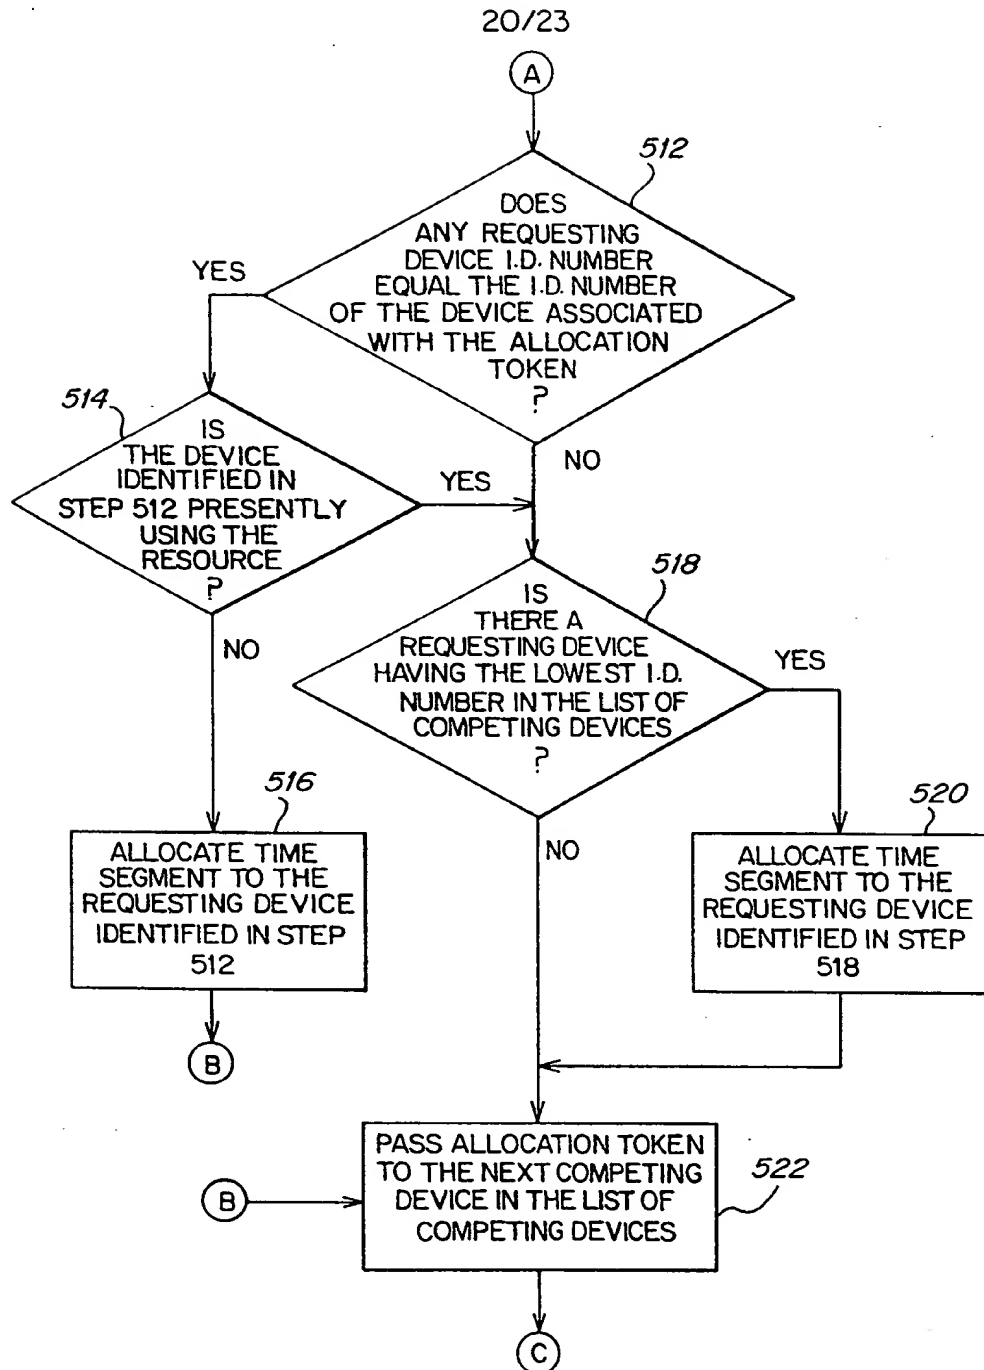 20/23
A
512
DOES
ANY REQUESTING
DEVICE I.D. NUMBER
EQUAL THE I.D. NUMBER
OF THE DEVICE ASSOCIATED
WITH THE ALLOCATION
TOKEN
?
YES
NO
514
IS
THE DEVICE
IDENTIFIED IN
STEP 512 PRESENTLY
USING THE
RESOURCE
?
YES
NO
518
IS
THERE A
REQUESTING DEVICE
HAVING THE LOWEST I.D.
NUMBER IN THE LIST OF
COMPETING DEVICES
?
YES
NO
516
ALLOCATE TIME
SEGMENT TO THE
REQUESTING DEVICE
IDENTIFIED IN STEP
512
B
520
ALLOCATE TIME
SEGMENT TO THE
REQUESTING DEVICE
IDENTIFIED IN STEP
518
B
PASS ALLOCATION TOKEN
TO THE NEXT COMPETING
DEVICE IN THE LIST OF
COMPETING DEVICES
522
C